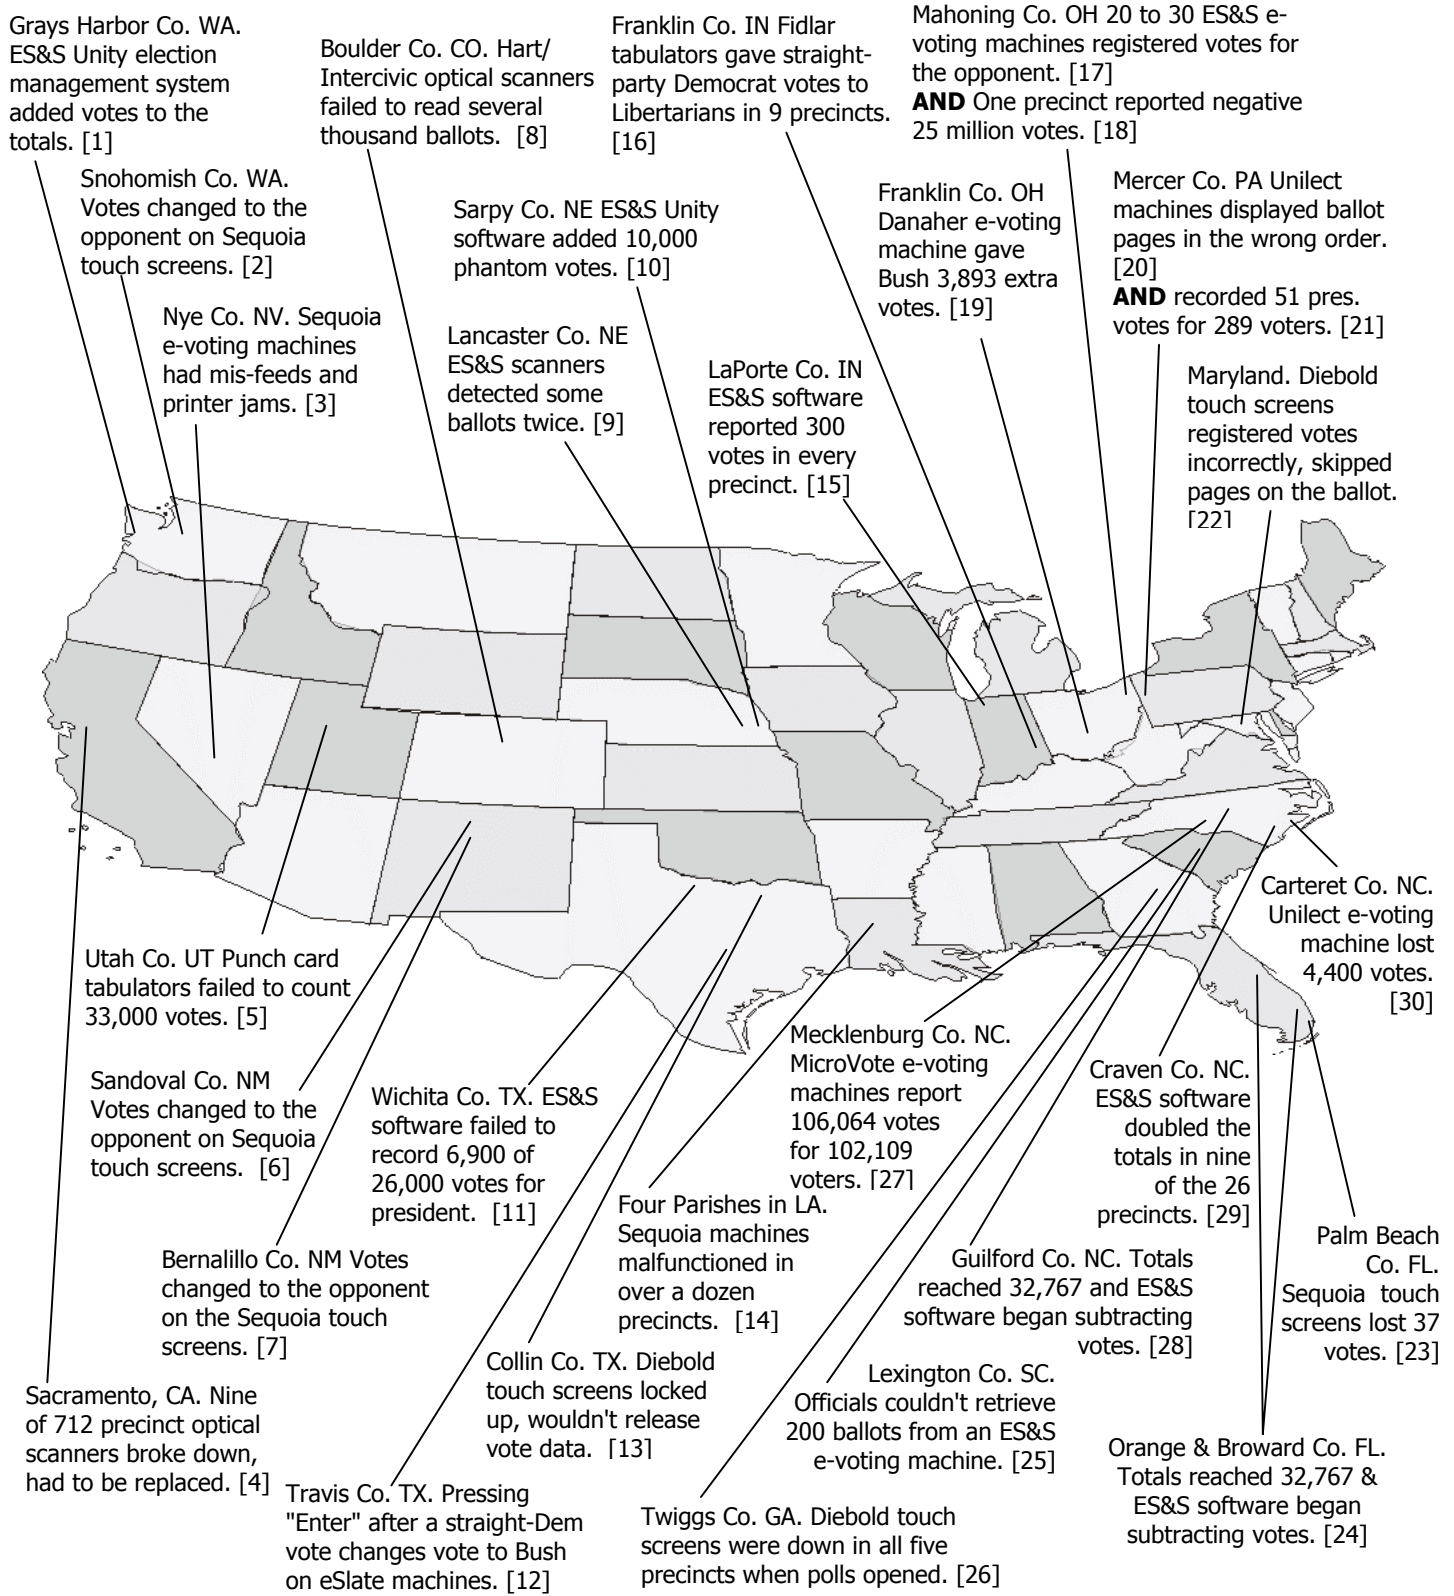 Grays Harbor Co. WA.
ES&S Unity election
management system
added votes to the
totals. [1]
Snohomish Co. WA.
Votes changed to the
opponent on Sequoia
touch screens. [2]
Nye Co. NV. Sequoia
e-voting machines
had mis-feeds and
printer jams. [3]
Boulder Co. CO. Hart/
Intercivic optical scanners
failed to read several
thousand ballots. [8]
Sarpy Co. NE ES&S Unity
software added 10,000
phantom votes. [10]
Lancaster Co. NE
ES&S scanners
detected some
ballots twice. [9]
Franklin Co. IN Fidlar
tabulators gave straight-
party Democrat votes to
Libertarians in 9 precincts.
[16]
LaPorte Co. IN
ES&S software
reported 300
votes in every
precinct. [15]
Mahoning Co. OH 20 to 30 ES&S e-
voting machines registered votes for
the opponent. [17]
AND One precinct reported negative
25 million votes. [18]
Franklin Co. OH
Danaher e-voting
machine gave
Bush 3,893 extra
votes. [19]
Mercer Co. PA Unilect
machines displayed ballot
pages in the wrong order.
[20]
AND recorded 51 pres.
votes for 289 voters. [21]
Maryland. Diebold
touch screens
registered votes
incorrectly, skipped
pages on the ballot.
[22]
Utah Co. UT Punch card
tabulators failed to count
33,000 votes. [5]
Sandoval Co. NM
Votes changed to the
opponent on Sequoia
touch screens. [6]
Bernalillo Co. NM Votes
changed to the opponent
on the Sequoia touch
screens. [7]
Sacramento, CA. Nine
of 712 precinct optical
scanners broke down,
had to be replaced. [4]
Wichita Co. TX. ES&S
software failed to
record 6,900 of
26,000 votes for
president. [11]
Travis Co. TX. Pressing
"Enter" after a straight-Dem
vote changes vote to Bush
on eSlate machines. [12]
Collin Co. TX. Diebold
touch screens locked
up, wouldn't release
vote data. [13]
Four Parishes in LA.
Sequoia machines
malfunctioned in
over a dozen
precincts. [14]
Mecklenburg Co. NC.
MicroVote e-voting
machines report
106,064 votes
for 102,109
voters. [27]
Carteret Co. NC.
Unilect e-voting
machine lost
4,400 votes.
[30]
Craven Co. NC.
ES&S software
doubled the
totals in nine
of the 26
precincts. [29]
Guilford Co. NC. Totals
reached 32,767 and ES&S
software began subtracting
votes. [28]
Lexington Co. SC.
Officials couldn't retrieve
200 ballots from an ES&S
e-voting machine. [25]
Twiggs Co. GA. Diebold touch
screens were down in all five
precincts when polls opened. [26]
Palm Beach
Co. FL.
Sequoia touch
screens lost 37
votes. [23]
Orange & Broward Co. FL.
Totals reached 32,767 &
ES&S software began
subtracting votes. [24]